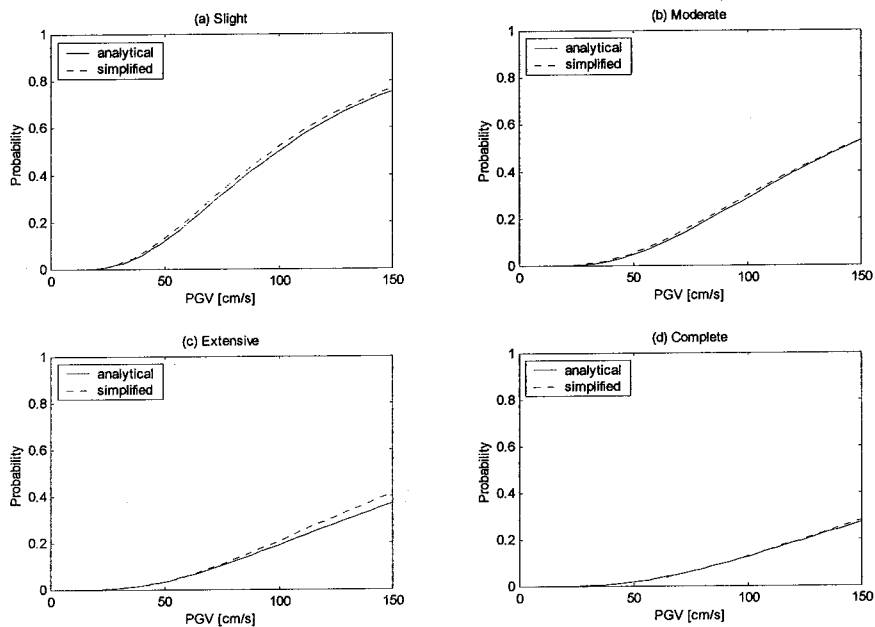 (a) Slight
1
0.8
0.6
0.4
0.2
0
0 50 100 150
Probability
PGV [cm/s]
analytical
simplified
(b) Moderate
1
0.8
0.6
0.4
0.2
0
0 50 100 150
Probability
PGV [cm/s]
analytical
simplified
(c) Extensive
1
0.8
0.6
0.4
0.2
0
0 50 100 150
Probability
PGV [cm/s]
analytical
simplified
(d) Complete
1
0.8
0.6
0.4
0.2
0
0 50 100 150
Probability
PGV [cm/s]
analytical
simplified